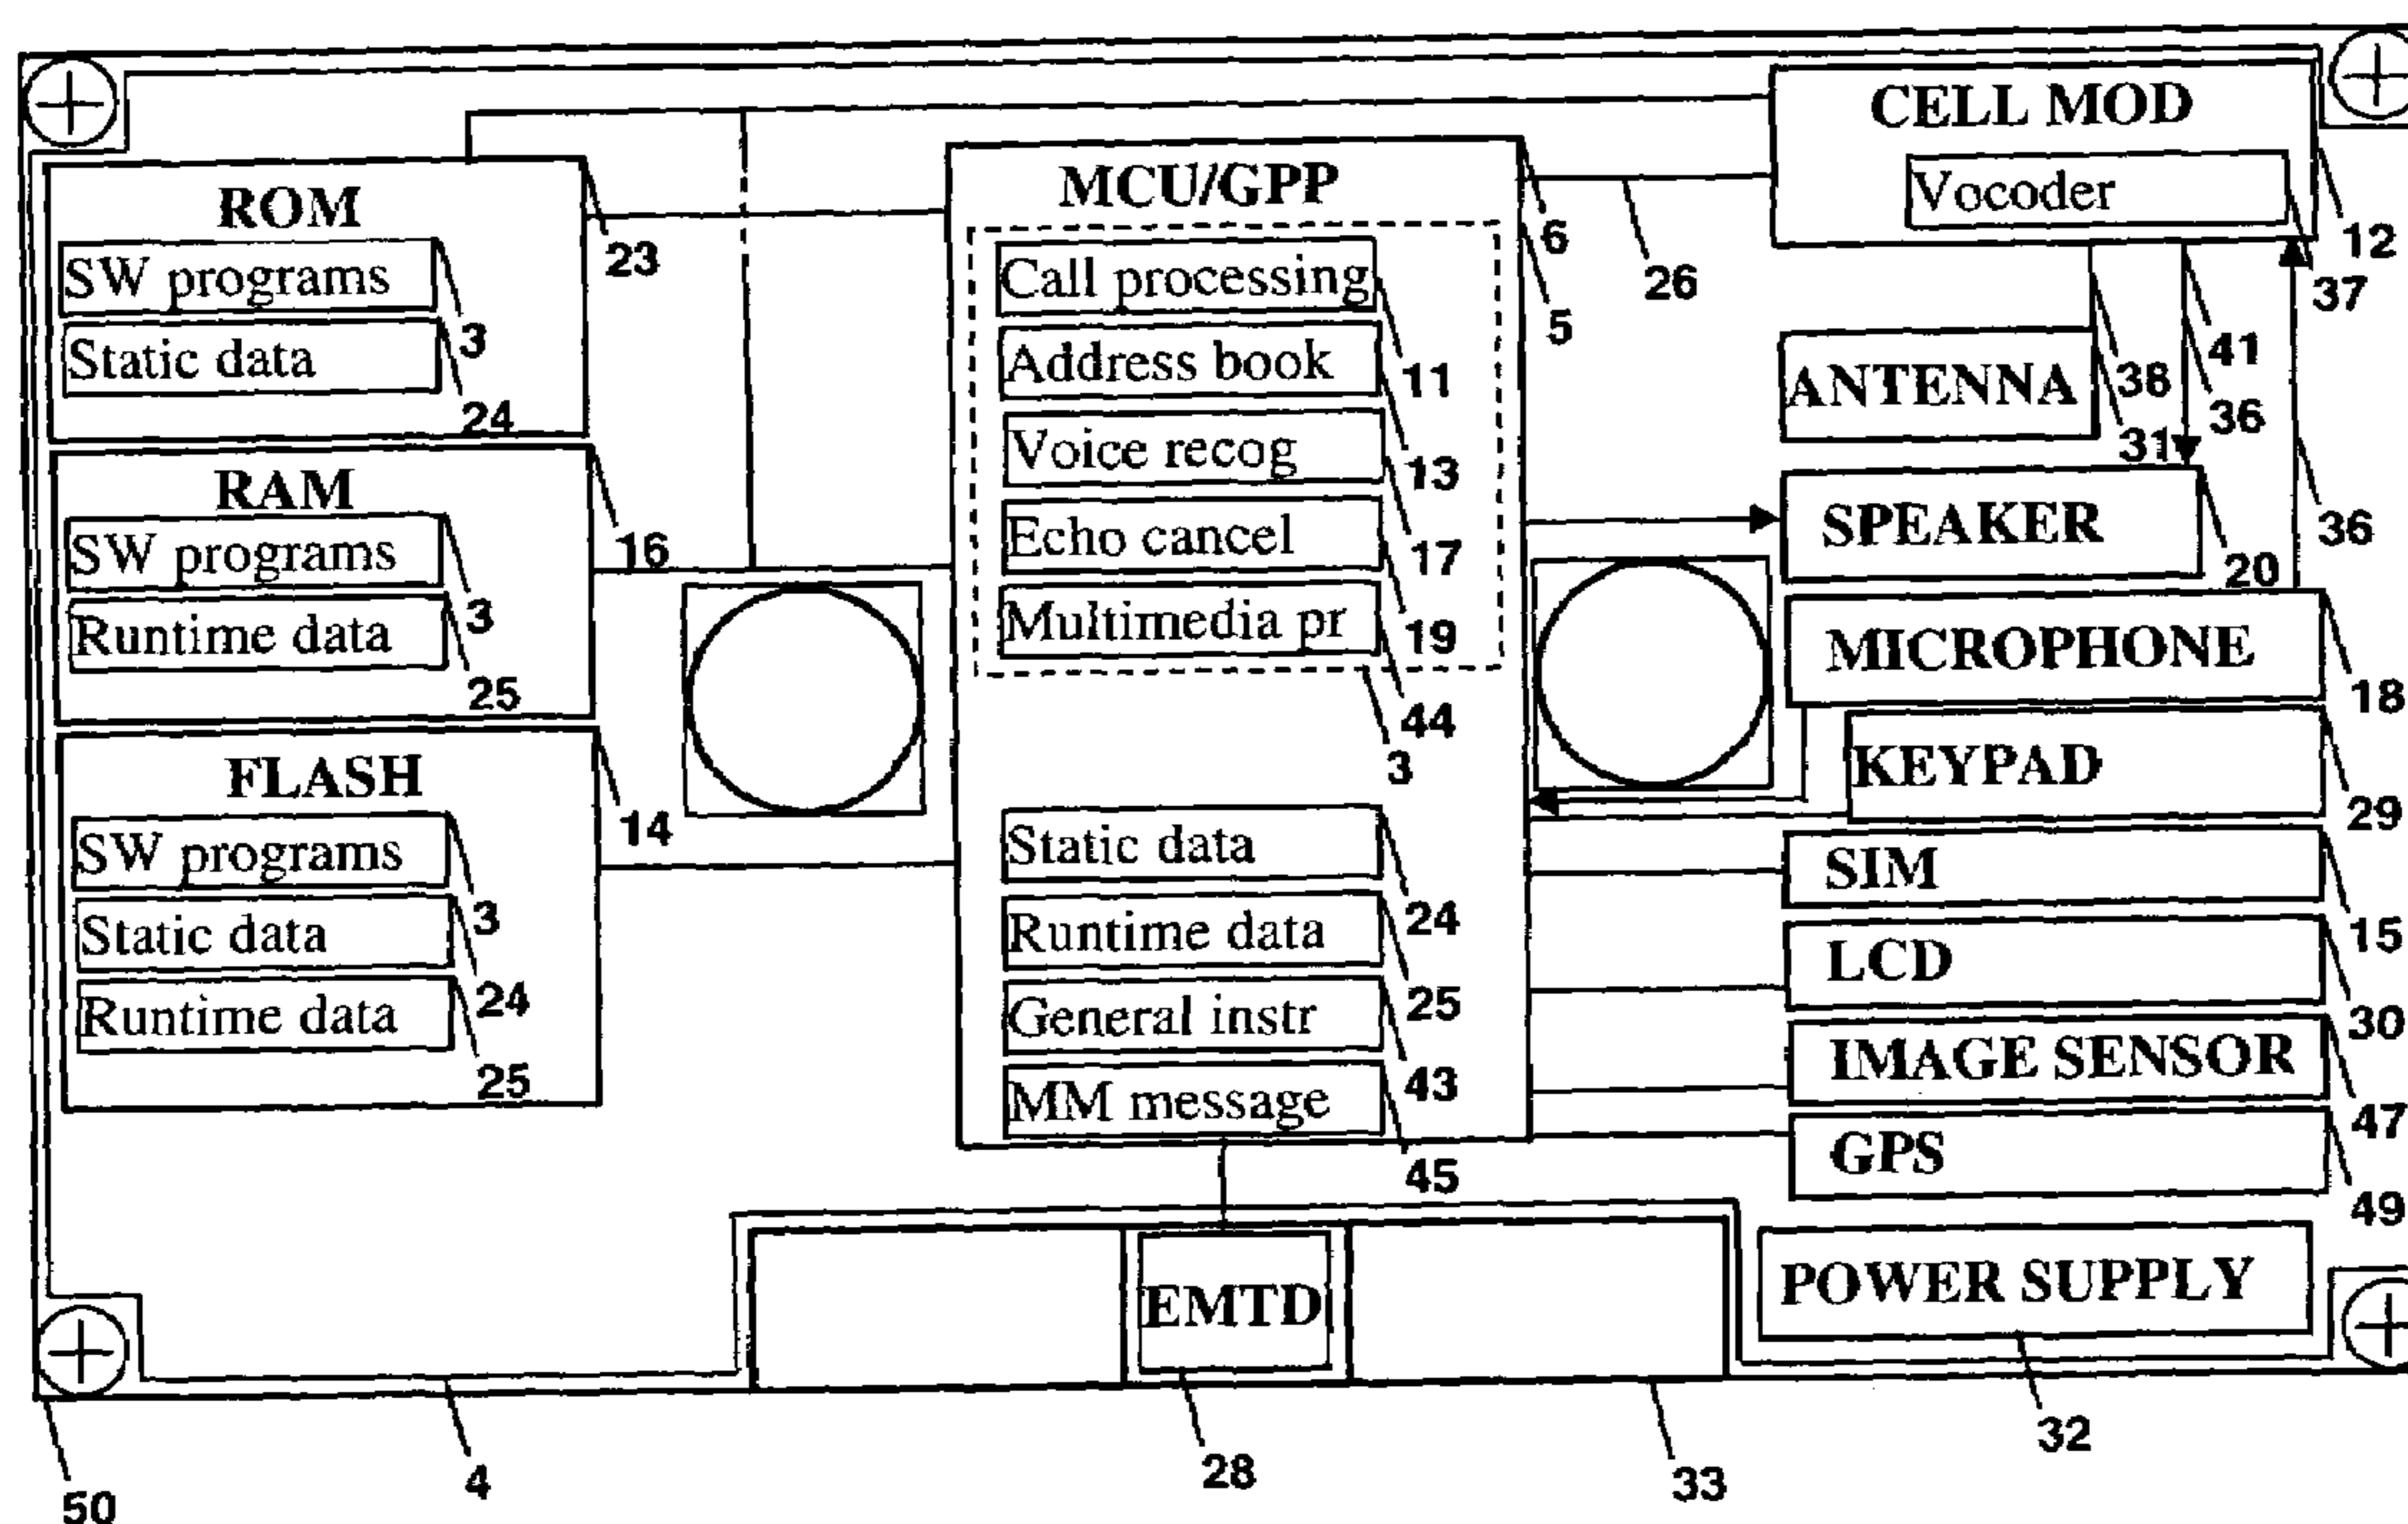 CELL MOD
Vocoder
12
37
MCU/GPP
6
5
26
Call processing
11
Address book
13
Voice recog
17
Echo cancel
19
Multimedia pr
44
3
Static data
24
Runtime data
25
General instr
43
MM message
45
ROM
23
SW programs
3
Static data
24
RAM
16
SW programs
3
Runtime data
25
FLASH
14
SW programs
3
Static data
24
Runtime data
25
ANTENNA
38
31
41
36
36
SPEAKER
20
MICROPHONE
18
KEYPAD
29
SIM
15
LCD
30
IMAGE SENSOR
47
GPS
49
POWER SUPPLY
32
EMTD
28
33
4
50